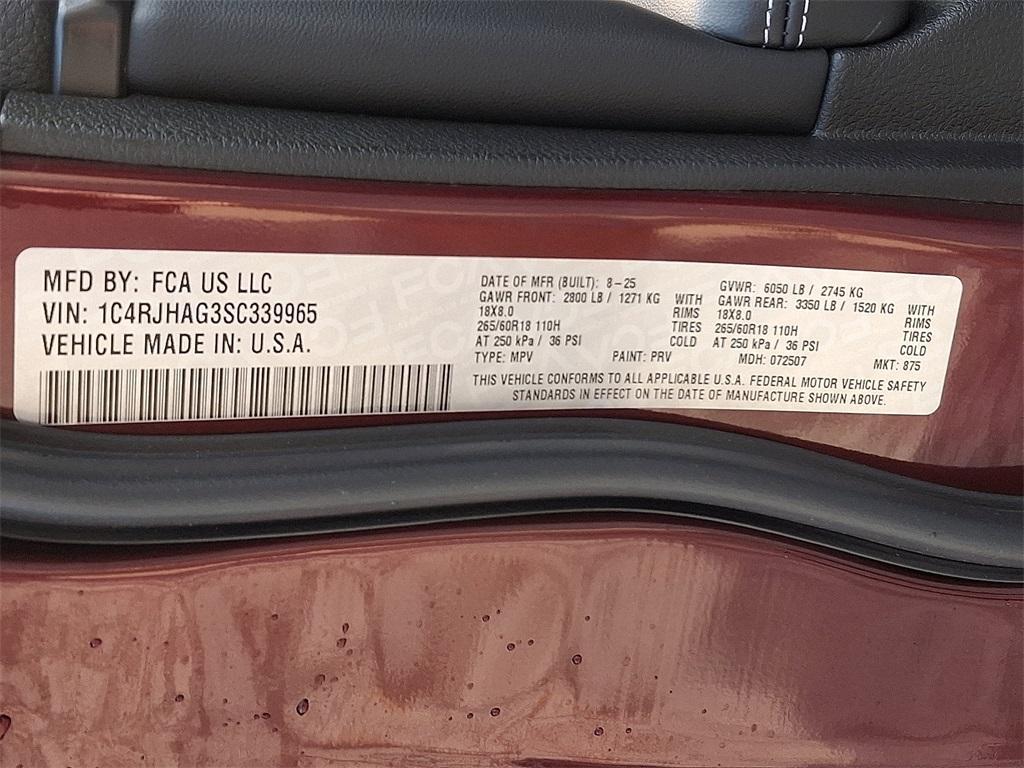 MFD BY: FCA US LLC
VIN: 1C4RJHAG3SC339965
VEHICLE MADE IN: U.S.A.
DATE OF MFR (BUILT): 8-25
GAWR FRONT: 2800 LB / 1271 KG WITH
18X8.0 RIMS
265/60R18 110H TIRES
AT 250 kPa / 36 PSI COLD
TYPE: MPV PAINT: PRV
GVWR: 6050 LB / 2745 KG
GAWR REAR: 3350 LB / 1520 KG WITH
18X8.0 RIMS
265/60R18 110H TIRES
AT 250 kPa / 36 PSI COLD
MDH: 072507 MKT: 875
THIS VEHICLE CONFORMS TO ALL APPLICABLE U.S.A. FEDERAL MOTOR VEHICLE SAFETY
STANDARDS IN EFFECT ON THE DATE OF MANUFACTURE SHOWN ABOVE.